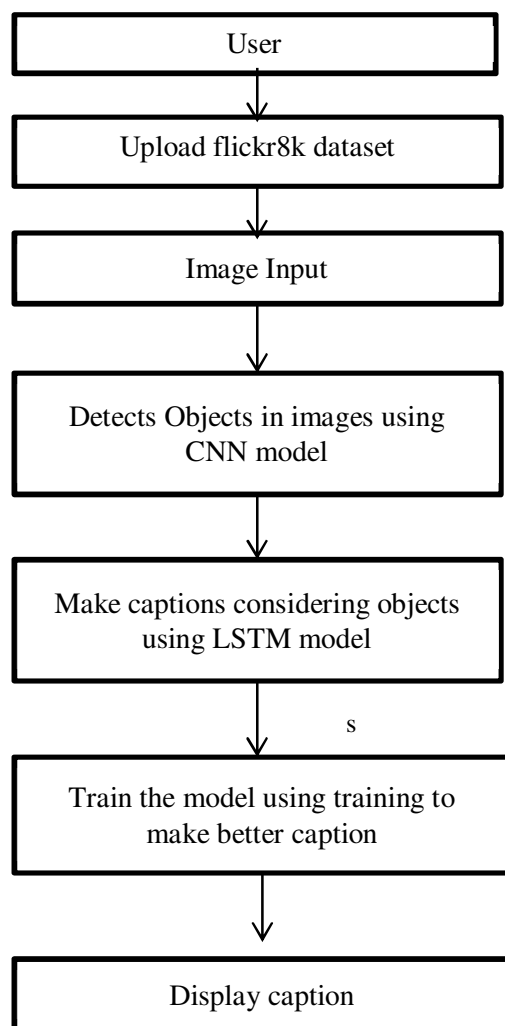 User
Upload flickr8k dataset
Image Input
Detects Objects in images using
CNN model
Make captions considering objects
using LSTM model
s
Train the model using training to
make better caption
Display caption